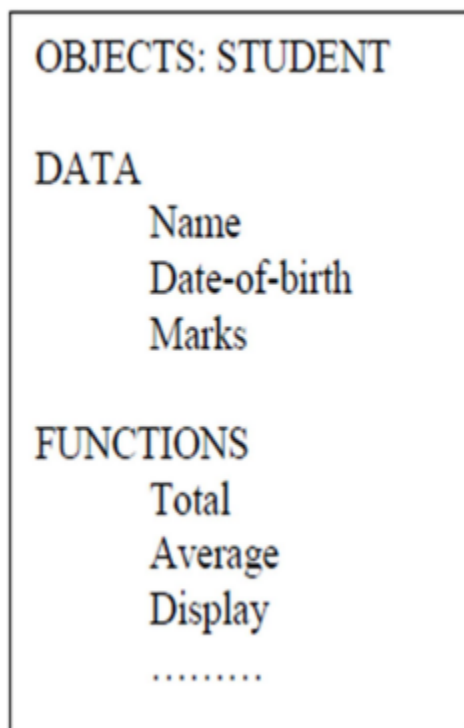 OBJECTS: STUDENT
DATA
Name
Date-of-birth
Marks
FUNCTIONS
Total
Average
Display
.........